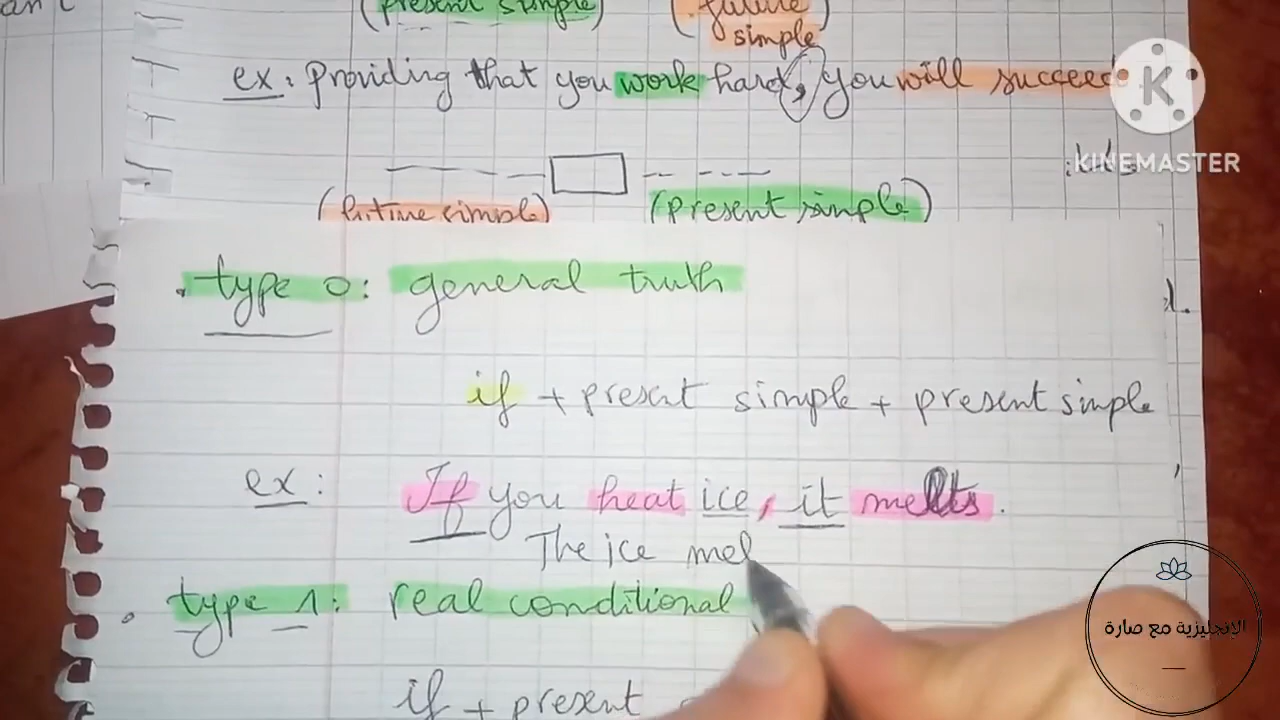 (present simple) (future
simple)
ex: Providing that you work hard, you will succeed
KINEMASTER
(future simple) (present simple)
. type 0: general truth
if + present simple + present simple
ex: If you heat ice, it melts.
The ice mel
. type 1: real conditional
الإنجليزية مع صارة
if + present